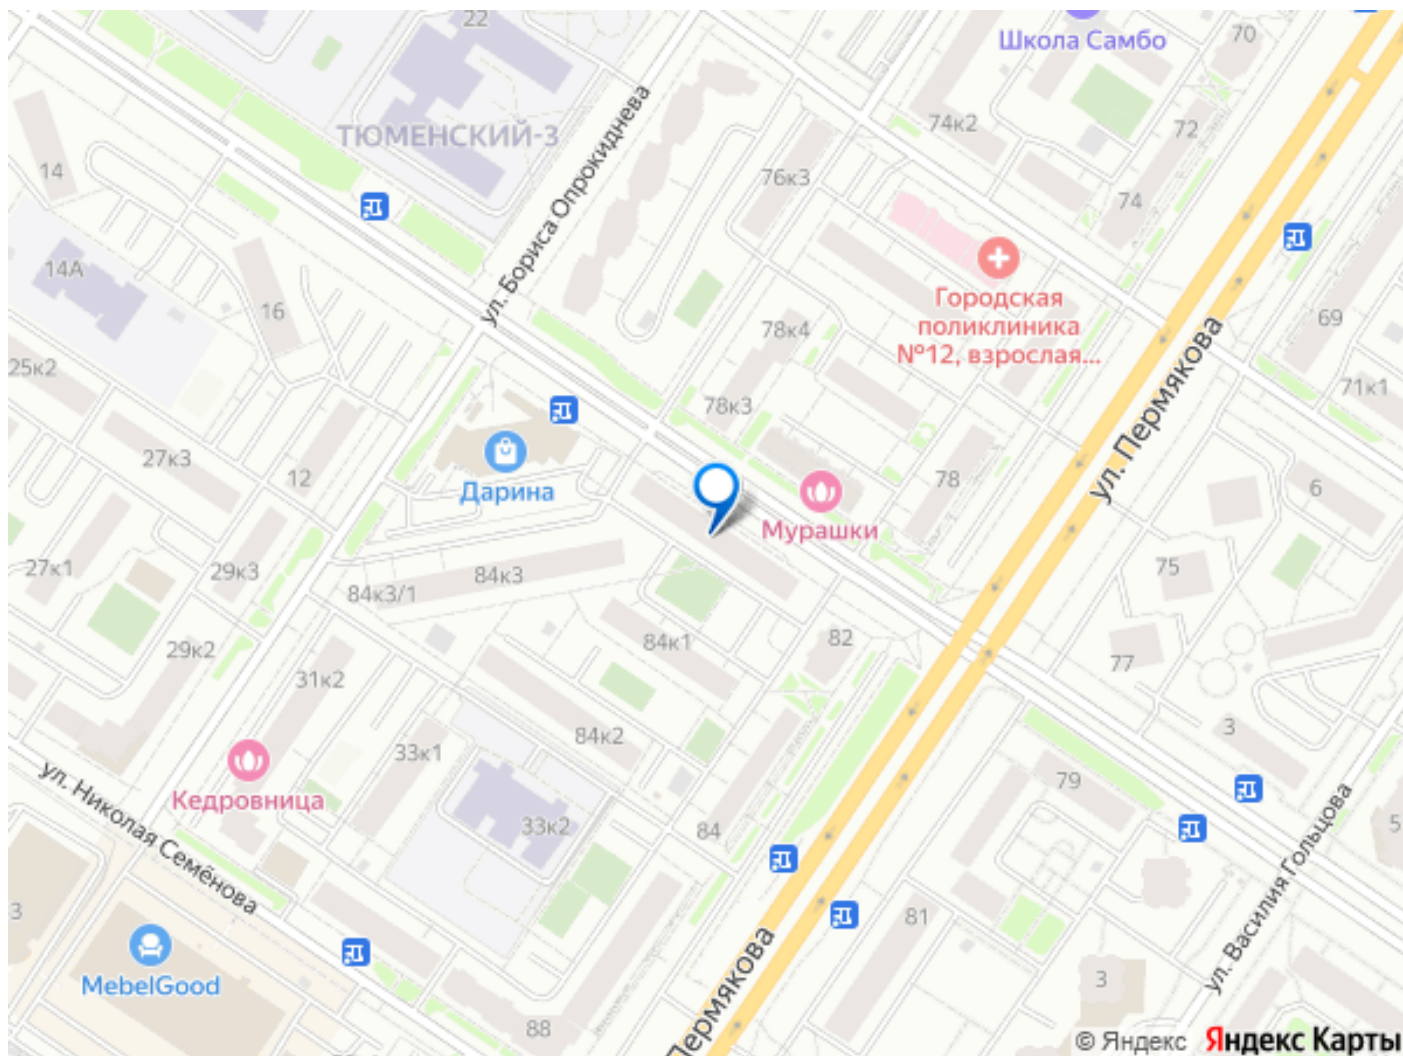 22
Школа Самбо
70
ТЮМЕНСКИЙ-3
ул. Бориса Опрокиднева
74к2
72
14
76к3
74
14А
16
Городская
поликлиника
№12, взрослая...
69
78к4
25к2
71к1
78к3
ул. Пермякова
27к3
12
Дарина
78
6
Мурашки
27к1
29к3
84к3
84к3/1
75
29к2
31к2
84к1
82
77
84к2
33к1
3
ул. Николая Семёнова
Кедровница
79
33к2
84
5
ул. Василия Гольцова
3
81
MebelGood
Пермякова
3
88
© Яндекс Яндекс Карты